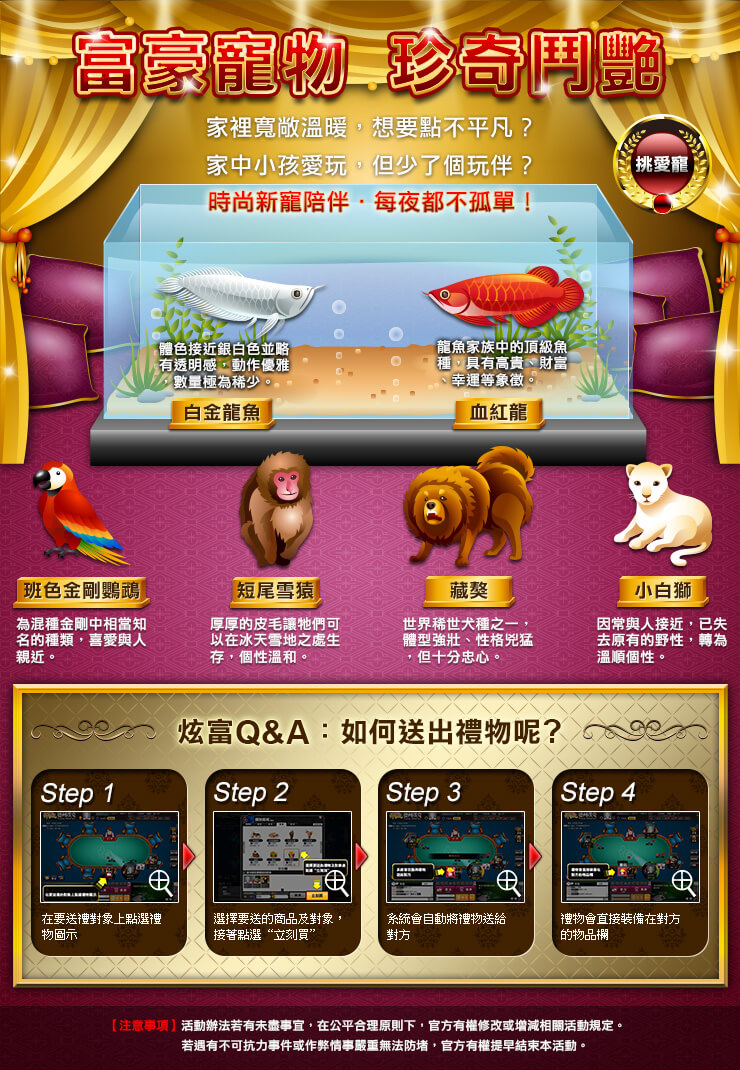 富豪寵物 珍奇鬥艷
家裡寬敞溫暖，想要點不平凡？
家中小孩愛玩，但少了個玩伴？
時尚新寵陪伴．每夜都不孤單！
挑愛寵
體色接近銀白色並略
有透明感，動作優雅
，數量極為稀少。
白金龍魚
龍魚家族中的頂級魚
種，具有高貴、財富
、幸運等象徵。
血紅龍
班色金剛鸚鵡
為混種金剛中相當知
名的種類，喜愛與人
親近。
短尾雪猿
厚厚的皮毛讓牠們可
以在冰天雪地之處生
存，個性溫和。
藏獒
世界稀世犬種之一，
體型強壯、性格兇猛
，但十分忠心。
小白獅
因常與人接近，已失
去原有的野性，轉為
溫順個性。
炫富Q&A：如何送出禮物呢?
Step 1
在要送禮對象上點選禮
物圖示
Step 2
選擇要送的商品及對象，
接著點選“立刻買”
Step 3
系統會自動將禮物送給
對方
Step 4
禮物會直接裝備在對方
的物品欄
【注意事項】活動辦法若有未盡事宜，在公平合理原則下，官方有權修改或增減相關活動規定。
若遇有不可抗力事件或作弊情事嚴重無法防堵，官方有權提早結束本活動。